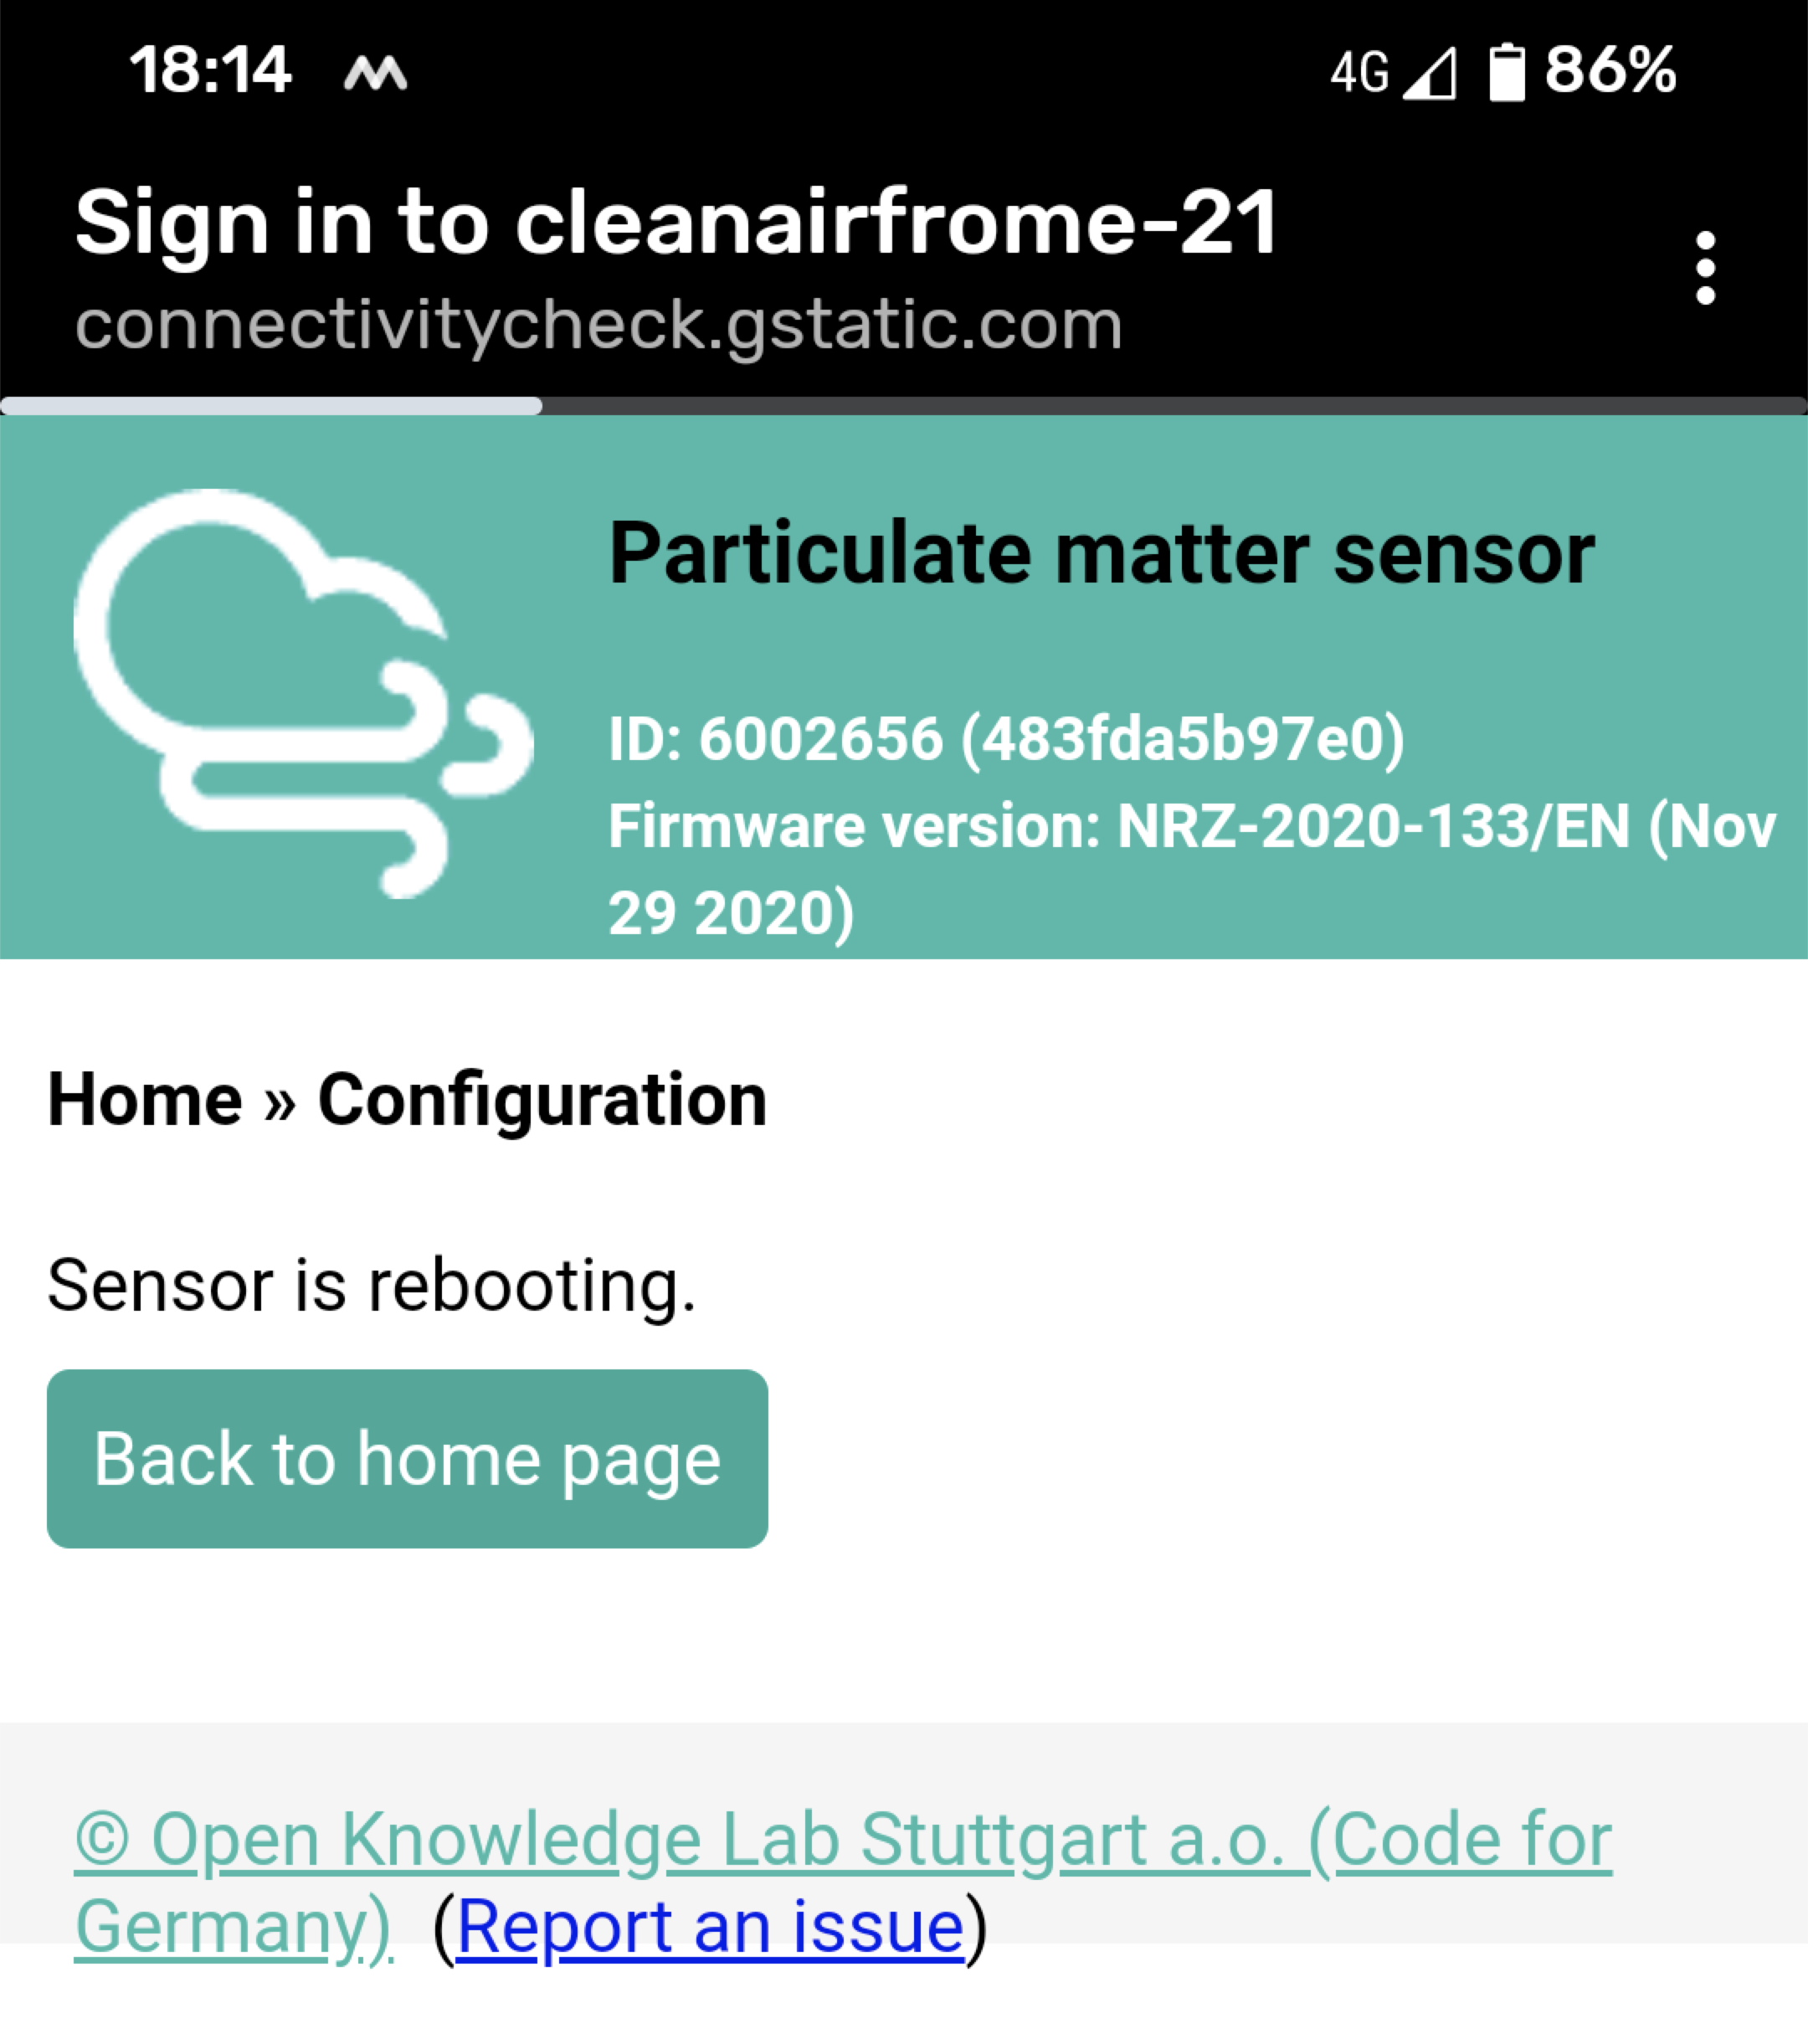 18:14 4G 86%
Sign in to cleanairfrome-21
connectivitycheck.gstatic.com
Particulate matter sensor
ID: 6002656 (483fda5b97e0)
Firmware version: NRZ-2020-133/EN (Nov
29 2020)
Home » Configuration
Sensor is rebooting.
Back to home page
© Open Knowledge Lab Stuttgart a.o. (Code for
Germany) (Report an issue)